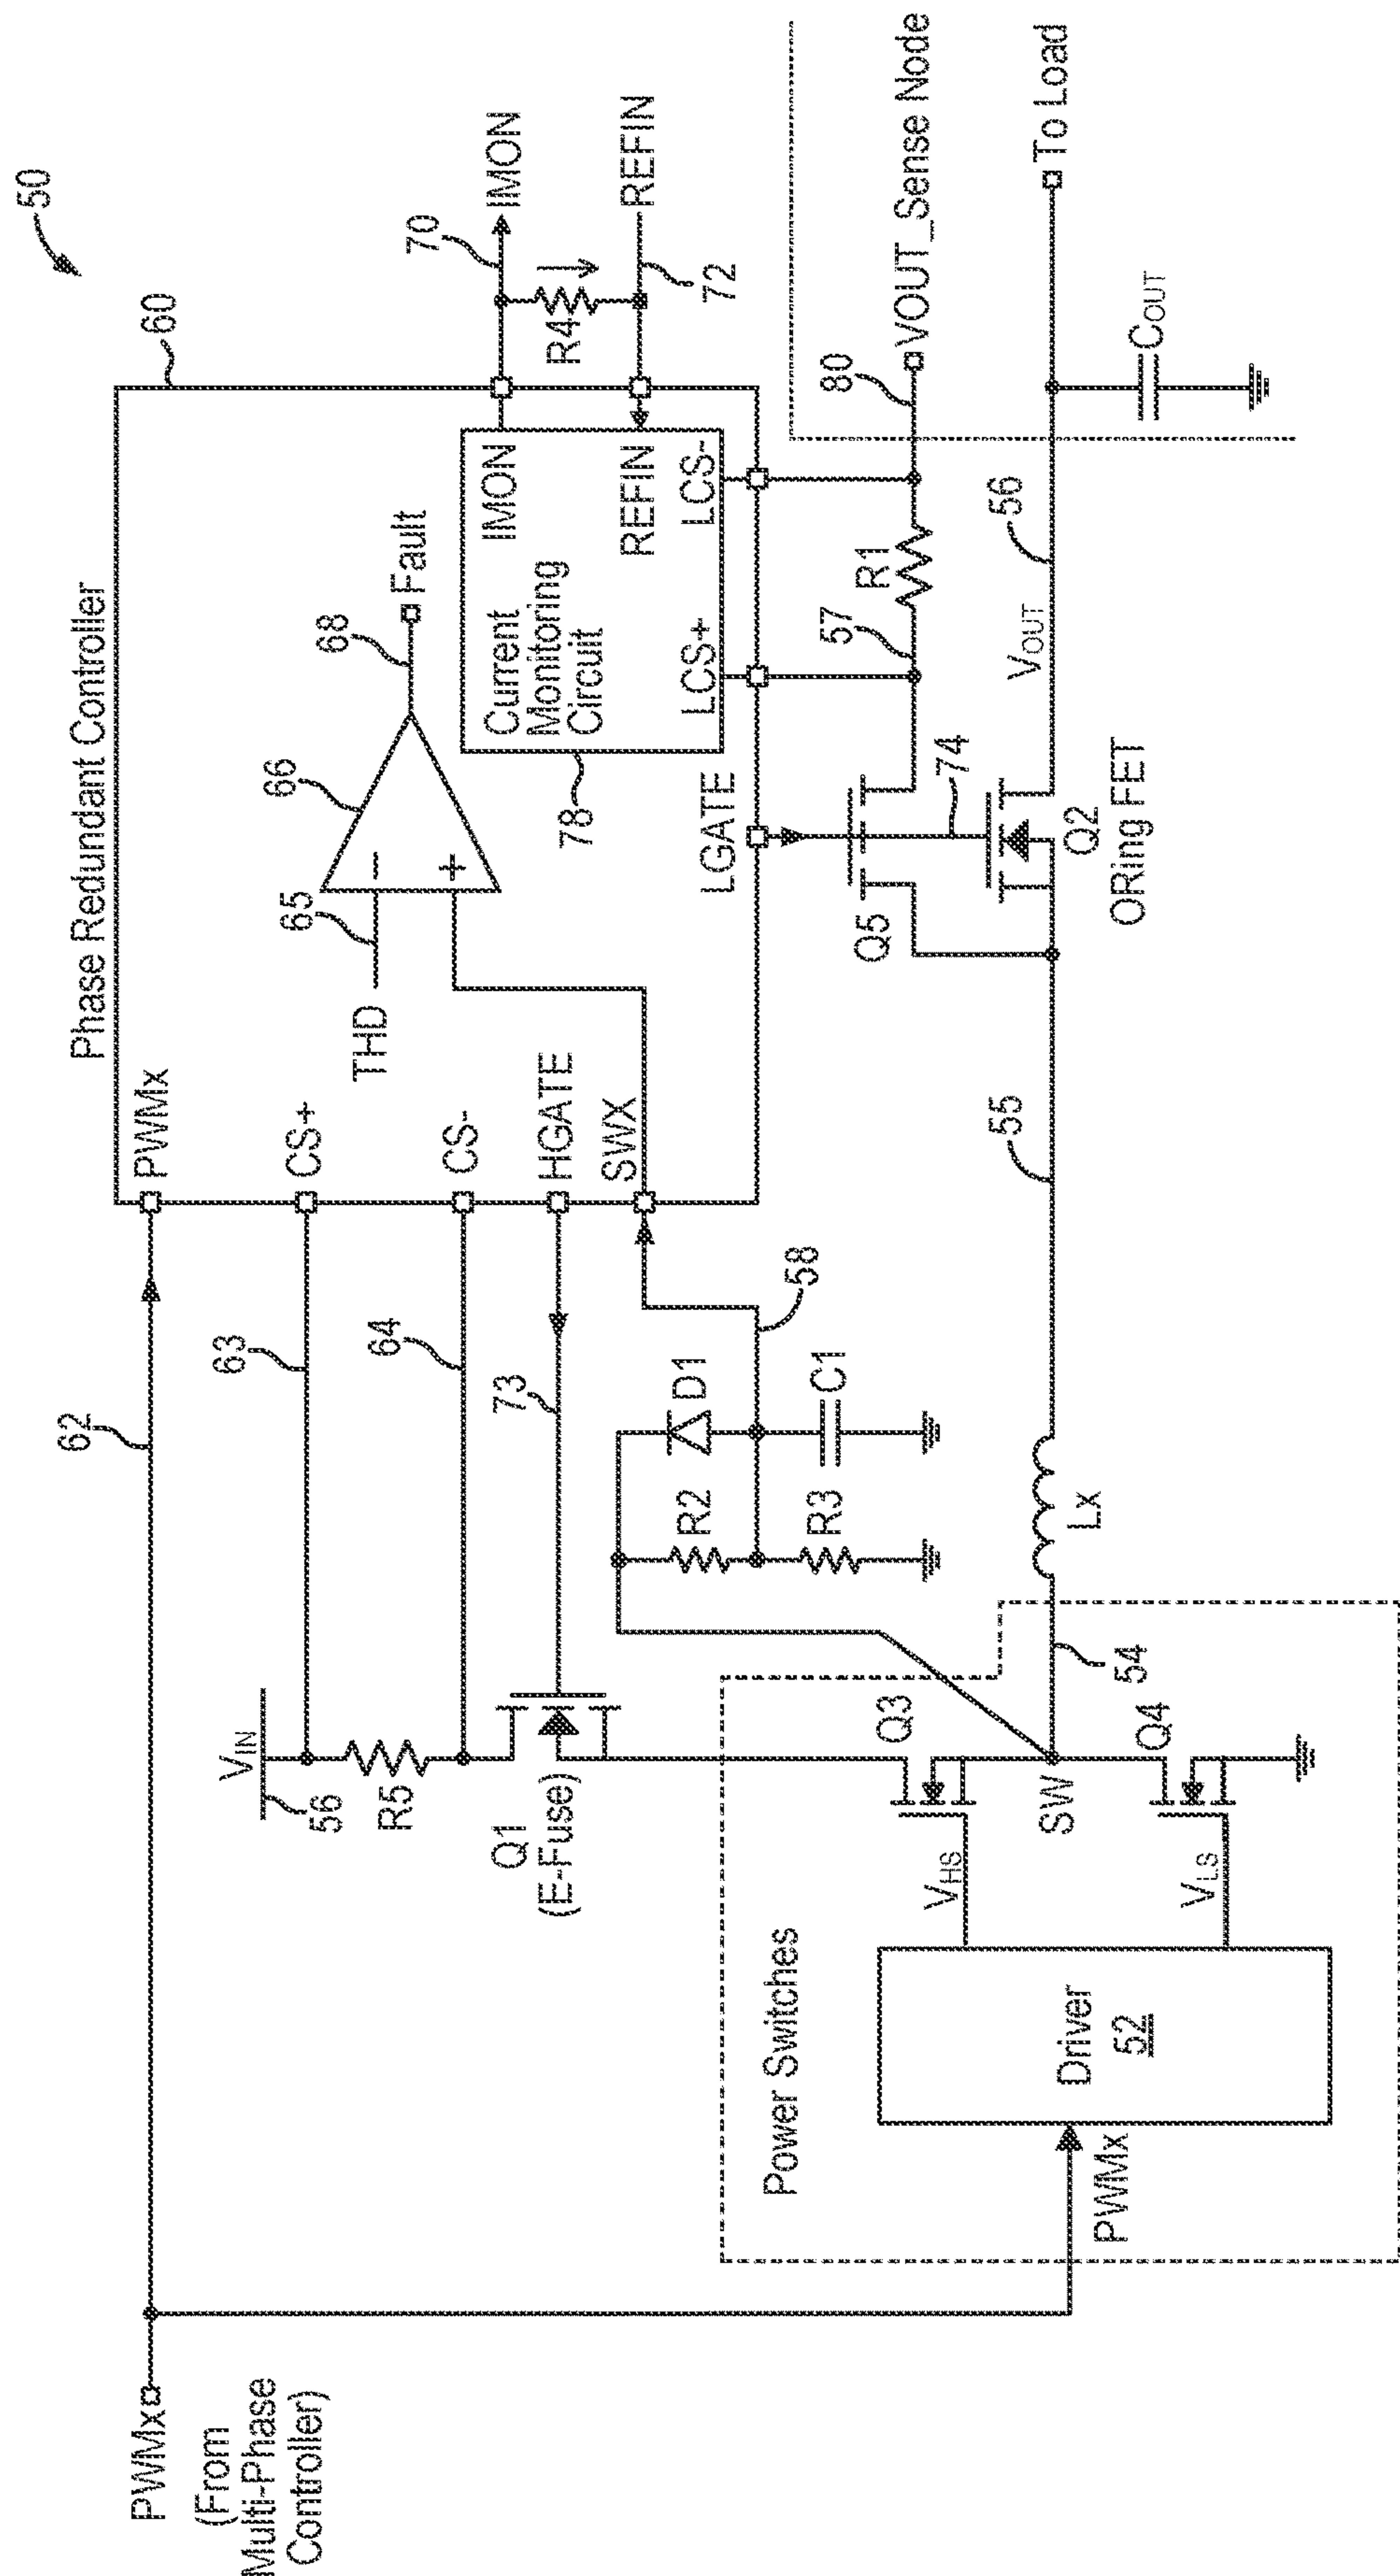 50
Phase Redundant Controller
60
PWMx
(From
Multi-Phase
Controller)
62
PWMx
63
CS+
64
CS-
73
HGATE
SWX
THD
65
66
68
Fault
Current
Monitoring
Circuit
78
IMON
REFIN
LCS+
LCS-
70
IMON
R4
REFIN
72
LGATE
VIN
56
R5
Q1
(E-Fuse)
R2
D1
R3
C1
58
Power Switches
Driver
52
PWMx
VHS
VLS
Q3
SW
Q4
54
Lx
55
Q5
74
Q2
ORing FET
57
R1
80
VOUT_Sense Node
VOUT
56
To Load
COUT